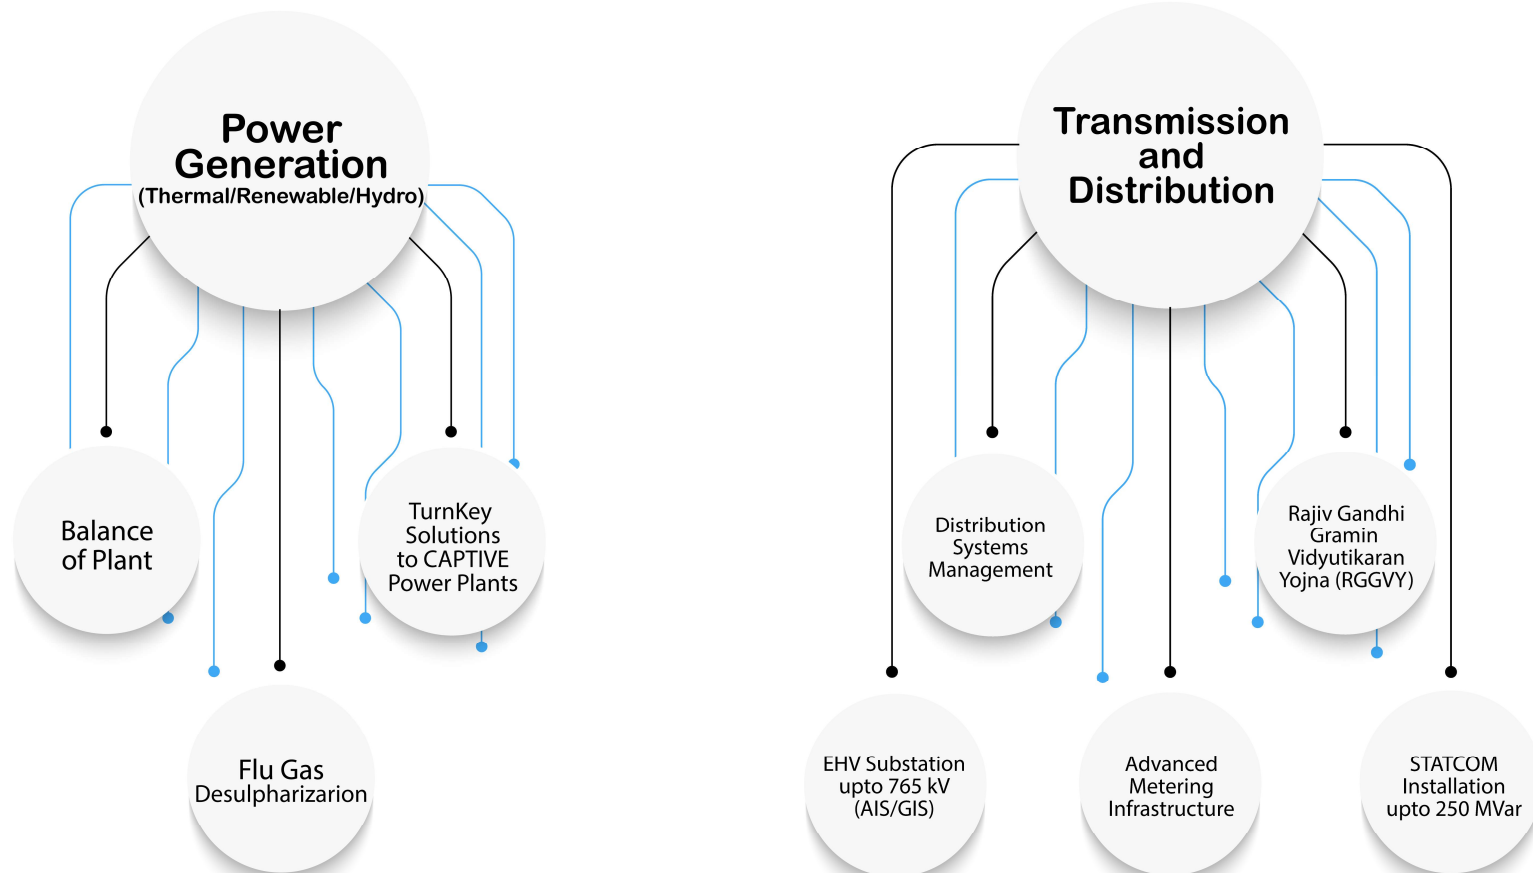 Power
Generation
(Thermal/Renewable/Hydro)
Balance
of Plant
TurnKey
Solutions
to CAPTIVE
Power Plants
Flu Gas
Desulpharizarion
Transmission
and
Distribution
Distribution
Systems
Management
Rajiv Gandhi
Gramin
Vidyutikaran
Yojna (RGGVY)
EHV Substation
upto 765 kV
(AIS/GIS)
Advanced
Metering
Infrastructure
STATCOM
Installation
upto 250 MVar